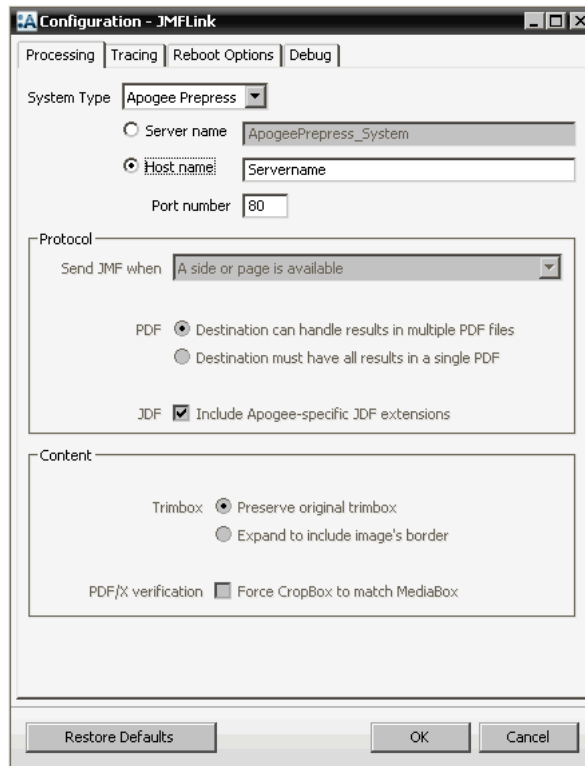 :A Configuration - JMFLink
Processing Tracing Reboot Options Debug
System Type Apogee Prepress
Server name ApogeePrepress_System
Host name Servername
Port number 80
Protocol
Send JMF when A side or page is available
PDF Destination can handle results in multiple PDF files
Destination must have all results in a single PDF
JDF Include Apogee-specific JDF extensions
Content
Trimbox Preserve original trimbox
Expand to include image's border
PDF/X verification Force CropBox to match MediaBox
Restore Defaults OK Cancel